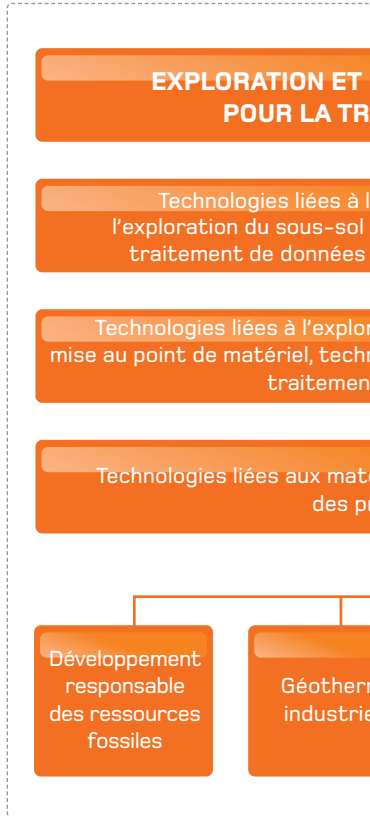 EXPLORATION ET
POUR LA TR
Technologies liées à l
l’exploration du sous-sol
traitement de données
Technologies liées à l’explor
mise au point de matériel, techn
traitemen
Technologies liées aux maté
des pr
Développement
responsable
des ressources
fossiles
Géotherm
industrie